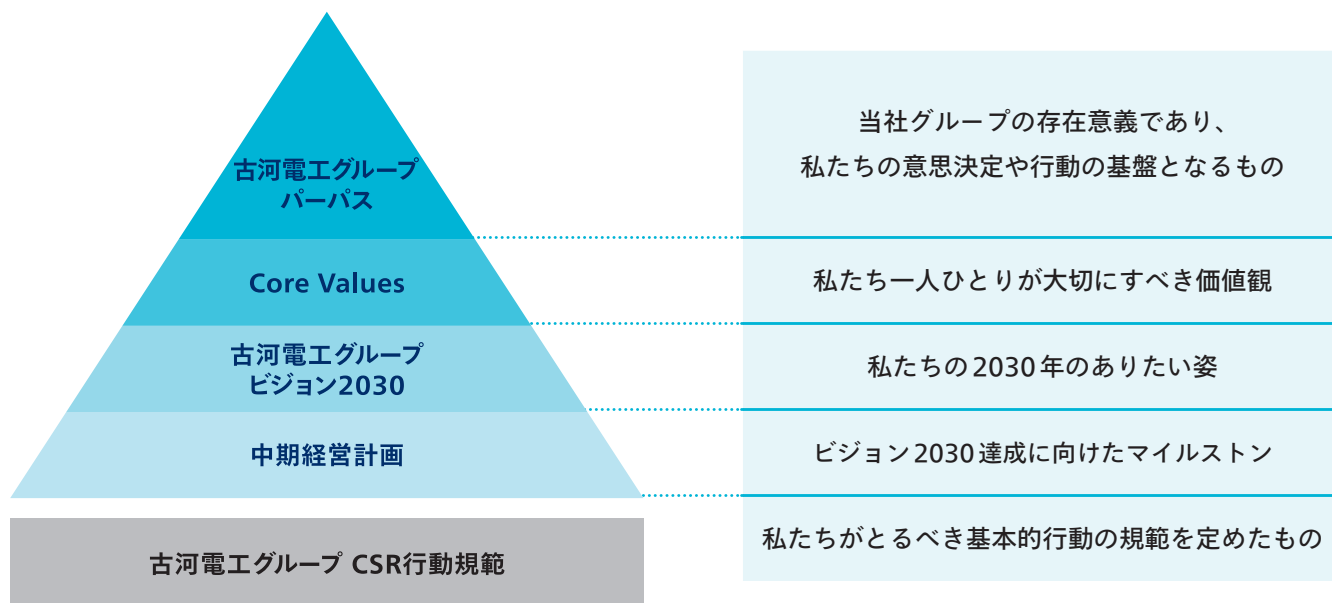 古河電工グループ
パーパス
当社グループの存在意義であり、
私たちの意思決定や行動の基盤となるもの
Core Values
私たち一人ひとりが大切にすべき価値観
古河電工グループ
ビジョン2030
私たちの2030年のありたい姿
中期経営計画
ビジョン2030達成に向けたマイルストン
古河電工グループ CSR行動規範
私たちがとるべき基本的行動の規範を定めたもの